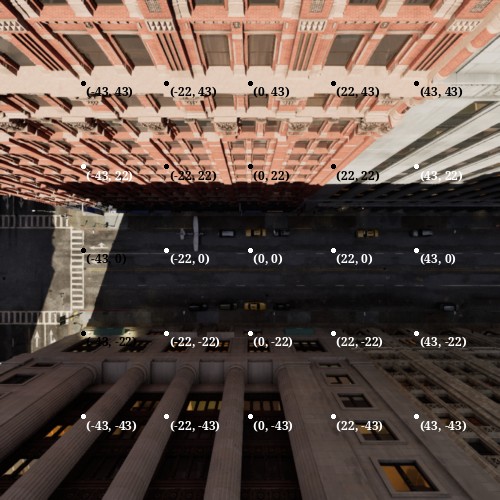 (-43, 43) (-22, 43) (0, 43) (22, 43) (43, 43)
(-43, 22) (-22, 22) (0, 22) (22, 22) (43, 22)
(-43, 0) (-22, 0) (0, 0) (22, 0) (43, 0)
(-43, -22) (-22, -22) (0, -22) (22, -22) (43, -22)
(-43, -43) (-22, -43) (0, -43) (22, -43) (43, -43)